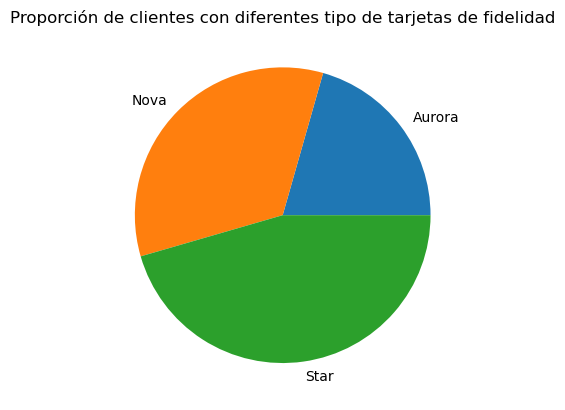 Proporción de clientes con diferentes tipo de tarjetas de fidelidad
Nova
Aurora
Star